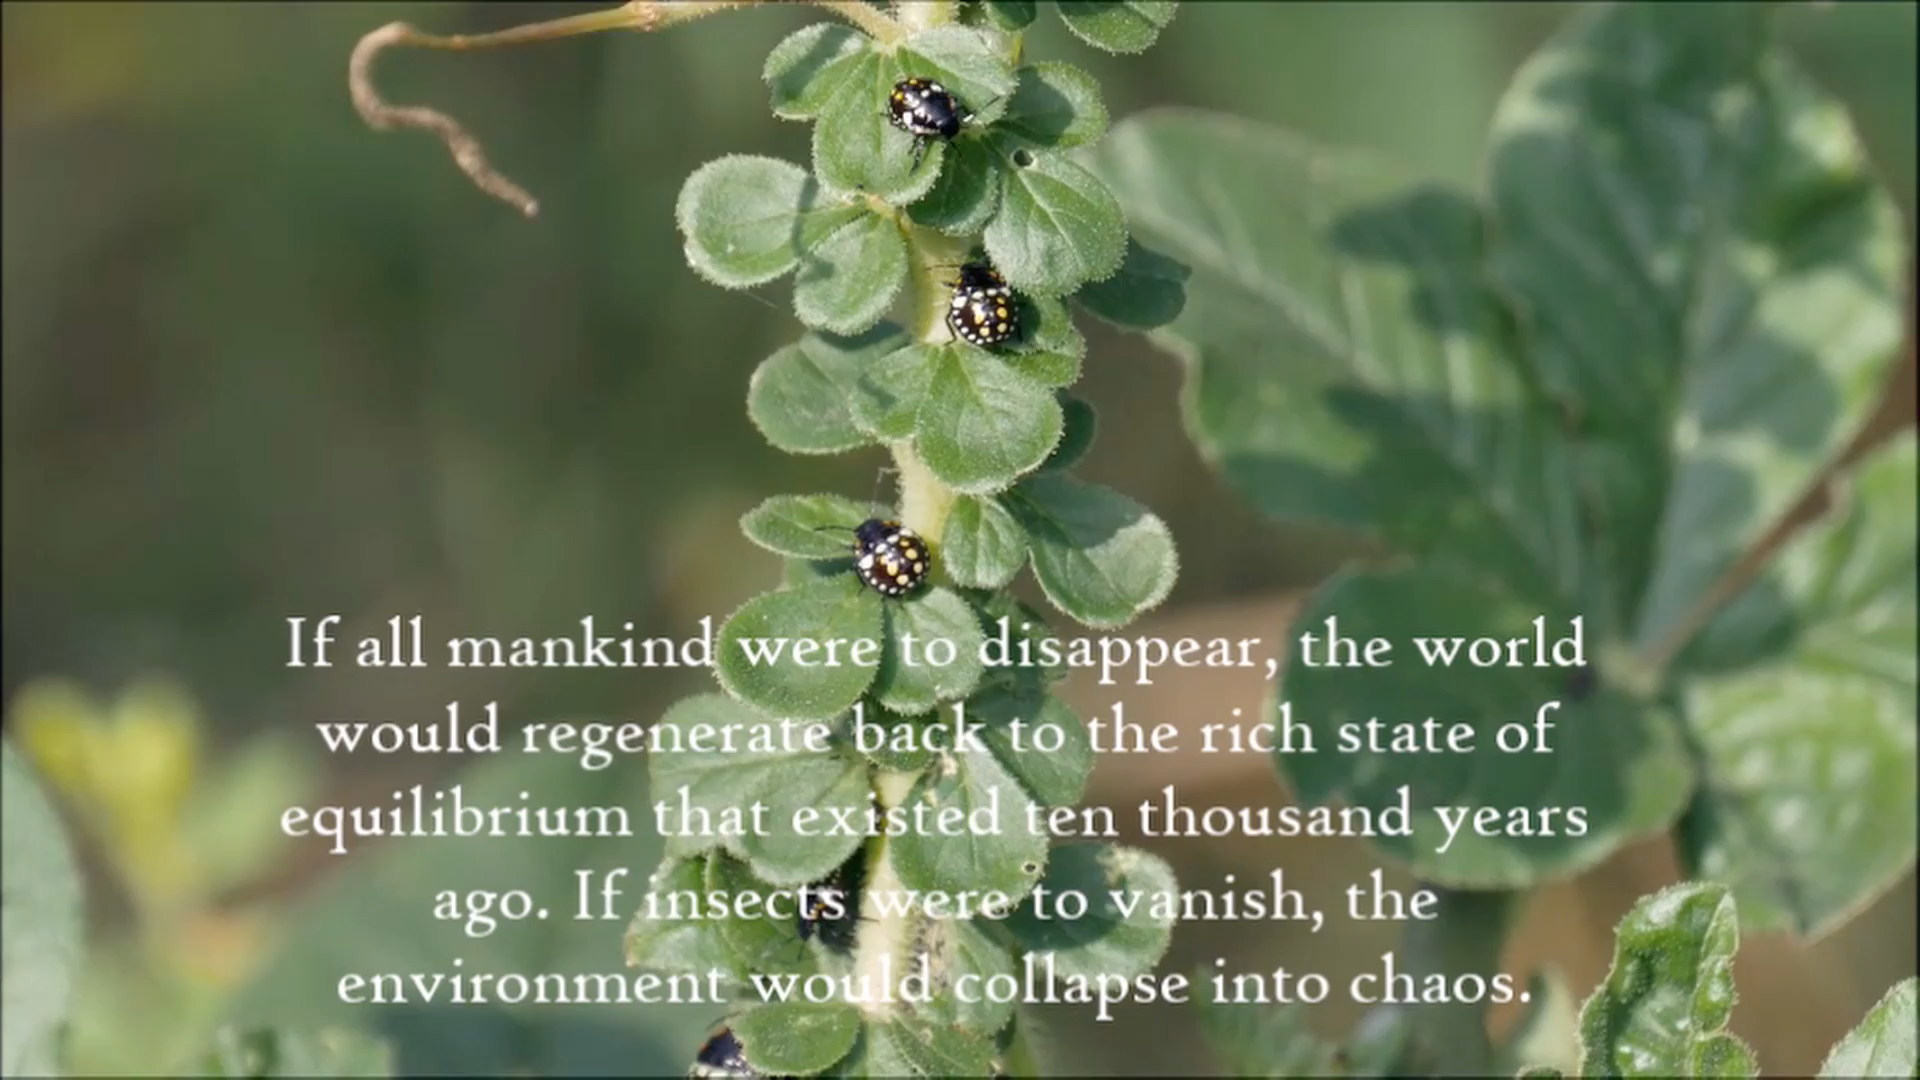 If all mankind were to disappear, the world
would regenerate back to the rich state of
equilibrium that existed ten thousand years
ago. If insects were to vanish, the
environment would collapse into chaos.